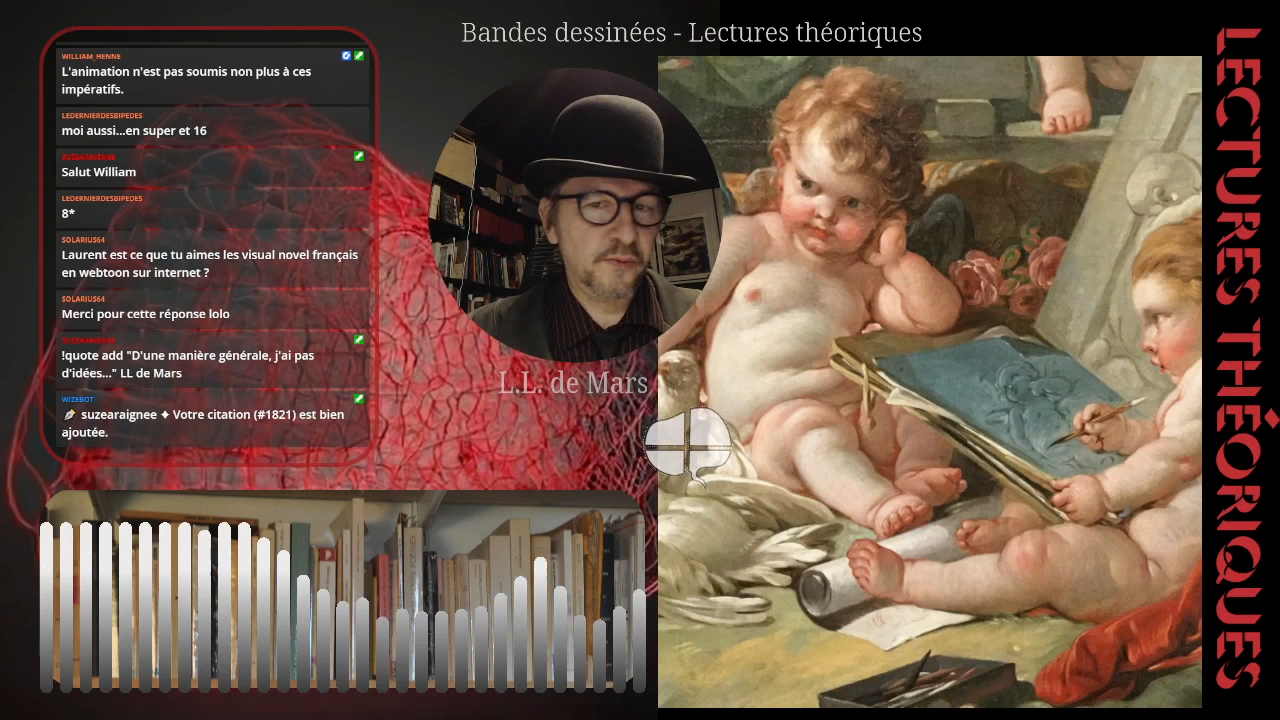 Bandes dessinées - Lectures théoriques
WILLIAM_HENNE
L'animation n'est pas soumis non plus à ces
impératifs.
LEDERNIERDESBIPEDES
moi aussi...en super et 16
SUZEARAIGNEE
Salut William
LEDERNIERDESBIPEDES
8*
SOLARIUS64
Laurent est ce que tu aimes les visual novel français
en webtoon sur internet ?
SOLARIUS64
Merci pour cette réponse lolo
SUZEARAIGNEE
!quote add "D'une manière générale, j'ai pas
d'idées..." LL de Mars
WIZEBOT
suzearaignee ✦ Votre citation (#1821) est bien
ajoutée.
L.L. de Mars
LECTURES THÉORIQUES